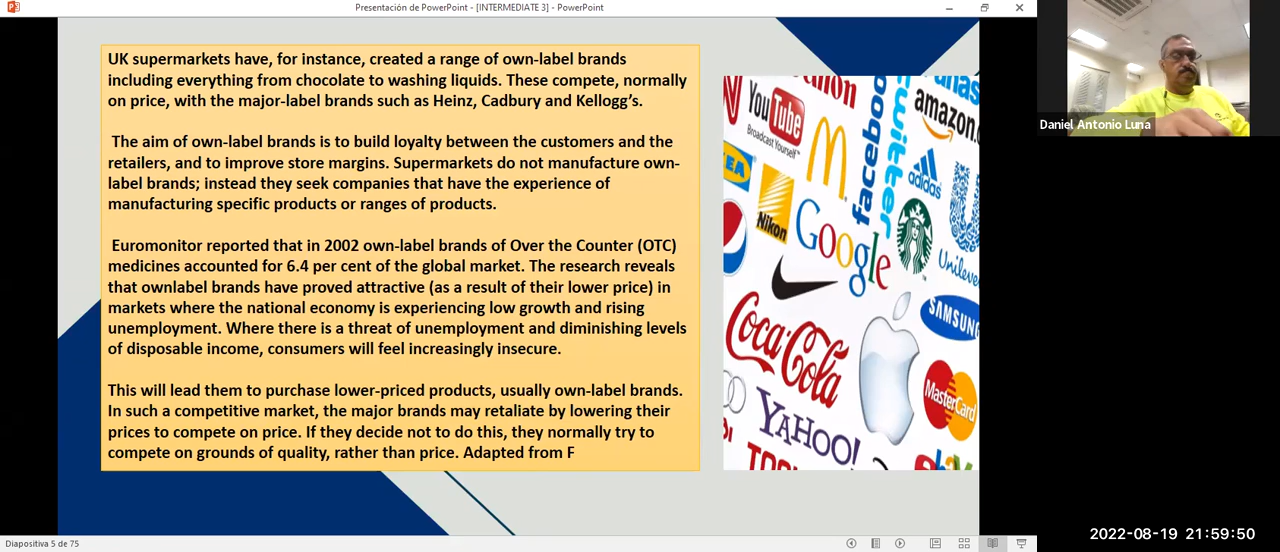 Presentación de PowerPoint - [INTERMEDIATE 3] - PowerPoint
UK supermarkets have, for instance, created a range of own-label brands
including everything from chocolate to washing liquids. These compete, normally
on price, with the major-label brands such as Heinz, Cadbury and Kellogg's.
The aim of own-label brands is to build loyalty between the customers and the
retailers, and to improve store margins. Supermarkets do not manufacture own-
label brands; instead they seek companies that have the experience of
manufacturing specific products or ranges of products.
Euromonitor reported that in 2002 own-label brands of Over the Counter (OTC)
medicines accounted for 6.4 per cent of the global market. The research reveals
that ownlabel brands have proved attractive (as a result of their lower price) in
markets where the national economy is experiencing low growth and rising
unemployment. Where there is a threat of unemployment and diminishing levels
of disposable income, consumers will feel increasingly insecure.
This will lead them to purchase lower-priced products, usually own-label brands.
In such a competitive market, the major brands may retaliate by lowering their
prices to compete on price. If they decide not to do this, they normally try to
compete on grounds of quality, rather than price. Adapted from F
YouTube
Broadcast Yourself™
facebook
twitter
amazon.
adidas
Nikon
Google
Unilever
SAMSUNG
Coca-Cola
MasterCard
YAHOO!
Daniel Antonio Luna
2022-08-19 21:59:50
Diapositiva 5 de 75